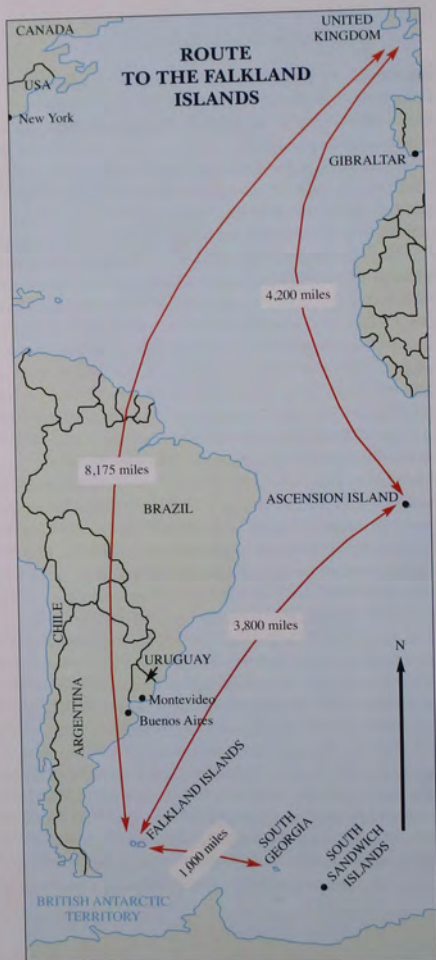 CANADA
UNITED
KINGDOM
ROUTE
TO THE FALKLAND
ISLANDS
USA
New York
GIBRALTAR
4,200 miles
8,175 miles
ASCENSION ISLAND
BRAZIL
3,800 miles
N
CHILE
URUGUAY
ARGENTINA
Montevideo
Buenos Aires
FALKLAND ISLANDS
1,000 miles
SOUTH
GEORGIA
SOUTH
SANDWICH
ISLANDS
BRITISH ANTARCTIC
TERRITORY